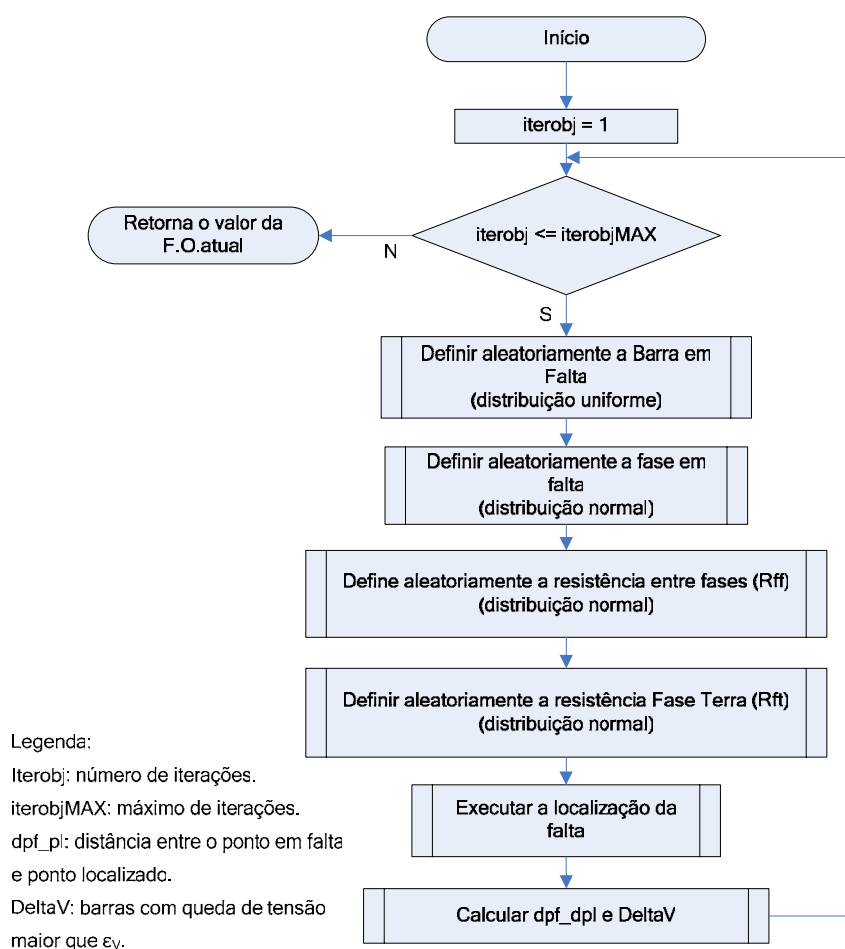 Início
iterobj = 1
iterobj <= iterobjMAX
Retorna o valor da
F.O.atual
N
S
Definir aleatoriamente a Barra em
Falta
(distribuição uniforme)
Definir aleatoriamente a fase em
falta
(distribuição normal)
Define aleatoriamente a resistência entre fases (Rff)
(distribuição normal)
Definir aleatoriamente a resistência Fase Terra (Rft)
(distribuição normal)
Executar a localização da
falta
Calcular dpf_dpl e DeltaV
Legenda:
Iterobj: número de iterações.
iterobjMAX: máximo de iterações.
dpf_pl: distância entre o ponto em falta
e ponto localizado.
DeltaV: barras com queda de tensão
maior que εv.